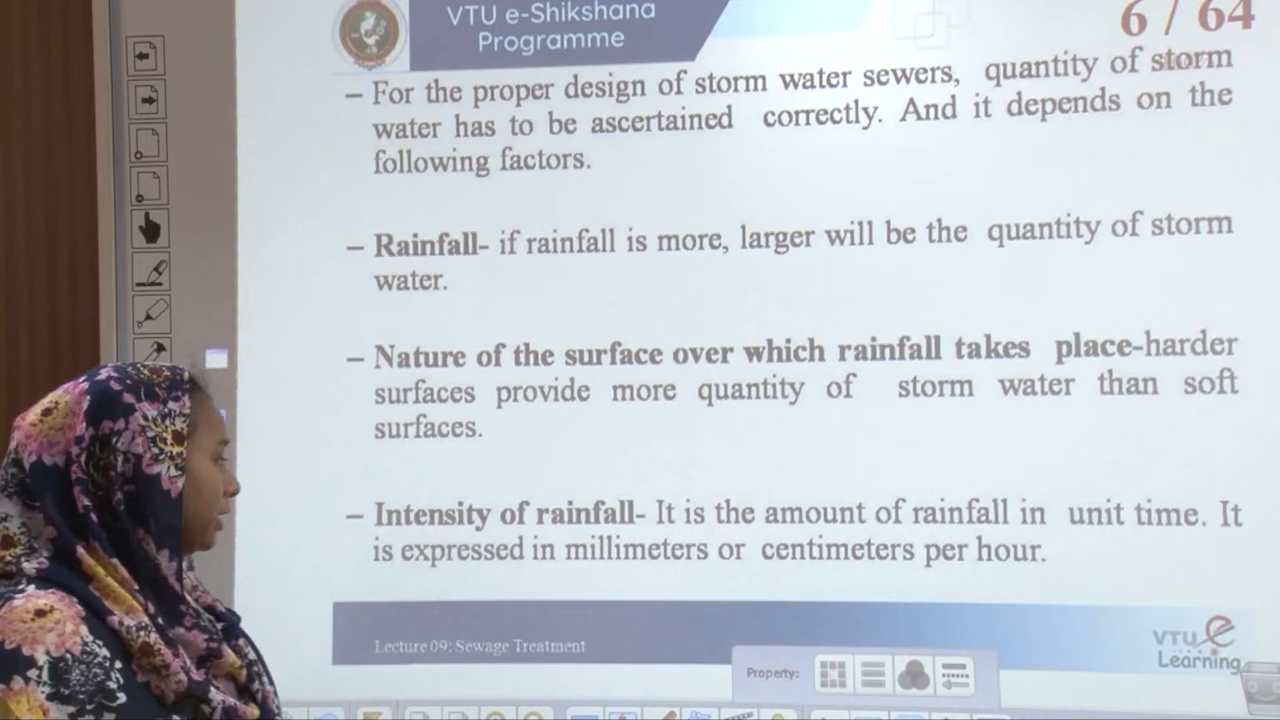 VTU e-Shikshana
Programme
6 / 64
– For the proper design of storm water sewers, quantity of storm
water has to be ascertained correctly. And it depends on the
following factors.
– Rainfall- if rainfall is more, larger will be the quantity of storm
water.
– Nature of the surface over which rainfall takes place-harder
surfaces provide more quantity of storm water than soft
surfaces.
– Intensity of rainfall- It is the amount of rainfall in unit time. It
is expressed in millimeters or centimeters per hour.
Lecture 09: Sewage Treatment
VTU e
Learning
Property: